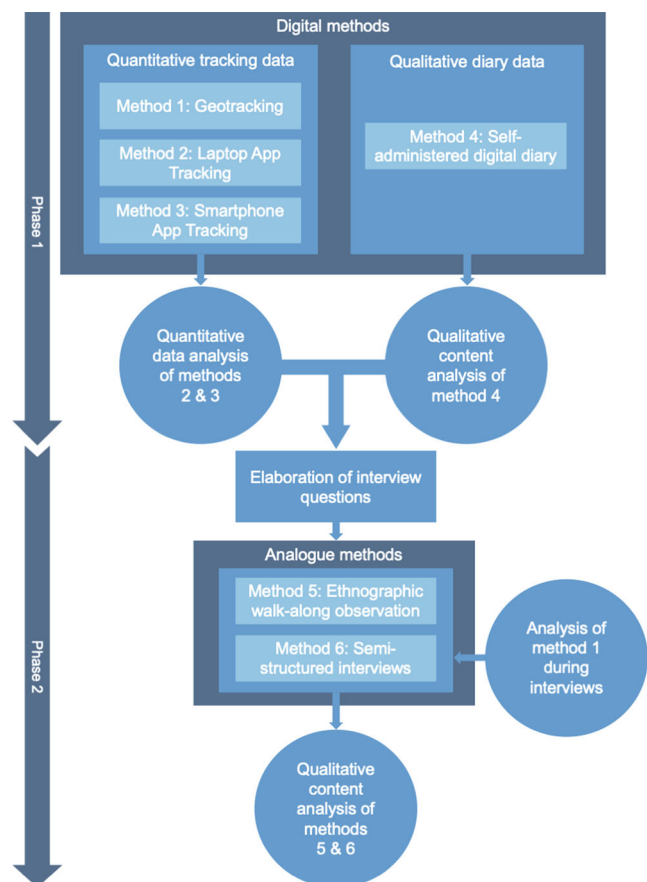 Digital methods
Quantitative tracking data
Method 1: Geotracking
Method 2: Laptop App
Tracking
Method 3: Smartphone
App Tracking
Qualitative diary data
Method 4: Self-
administered digital diary
Phase 1
Quantitative
data analysis
of methods
2 & 3
Qualitative
content
analysis of
method 4
Elaboration of interview
questions
Phase 2
Analogue methods
Method 5: Ethnographic
walk-along observation
Method 6: Semi-
structured interviews
Analysis of
method 1
during
interviews
Qualitative
content
analysis of
methods
5 & 6